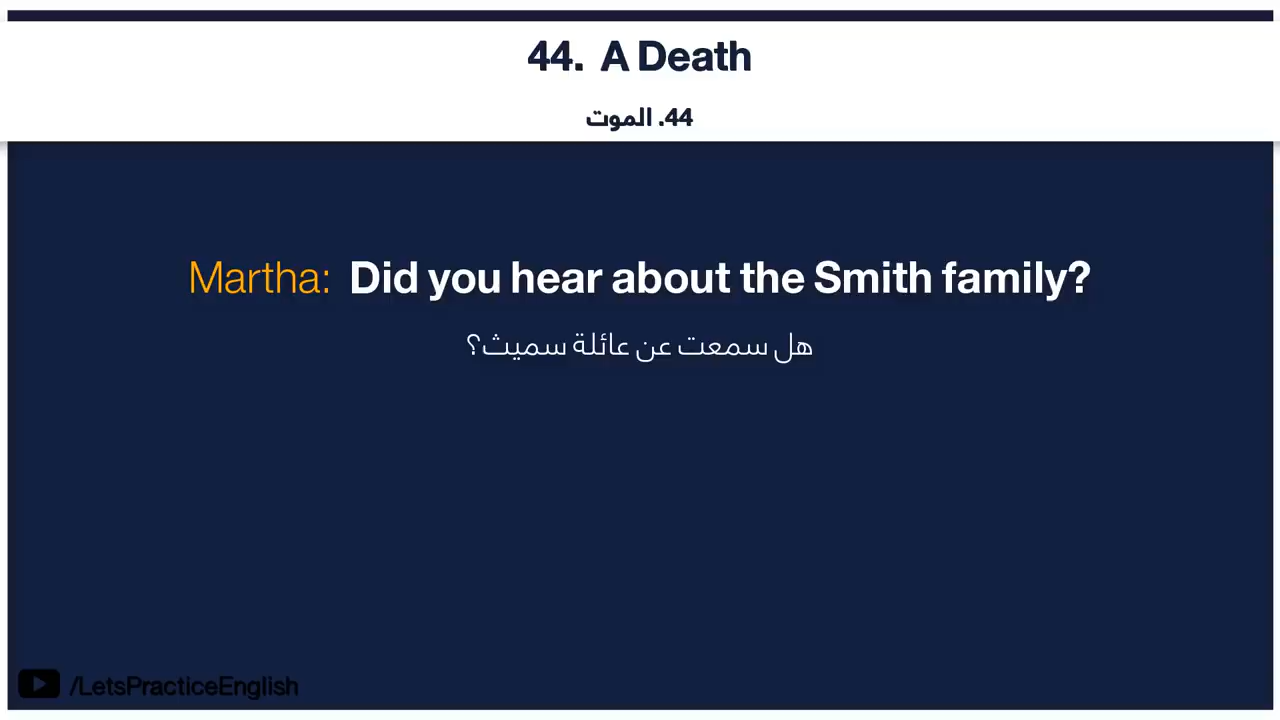 44. A Death
44. الموت
Martha: Did you hear about the Smith family?
هل سمعت عن عائلة سميث؟
/LetsPracticeEnglish